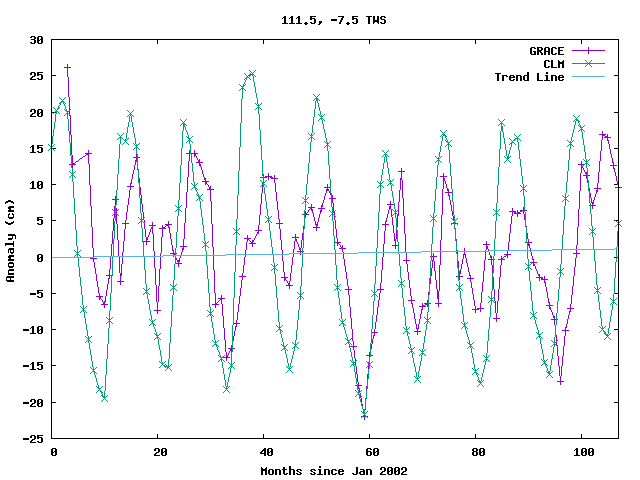 111.5, -7.5 TWS
GRACE
CLM
Trend Line
Anomaly (cm)
30
25
20
15
10
5
0
-5
-10
-15
-20
-25
0 20 40 60 80 100
Months since Jan 2002